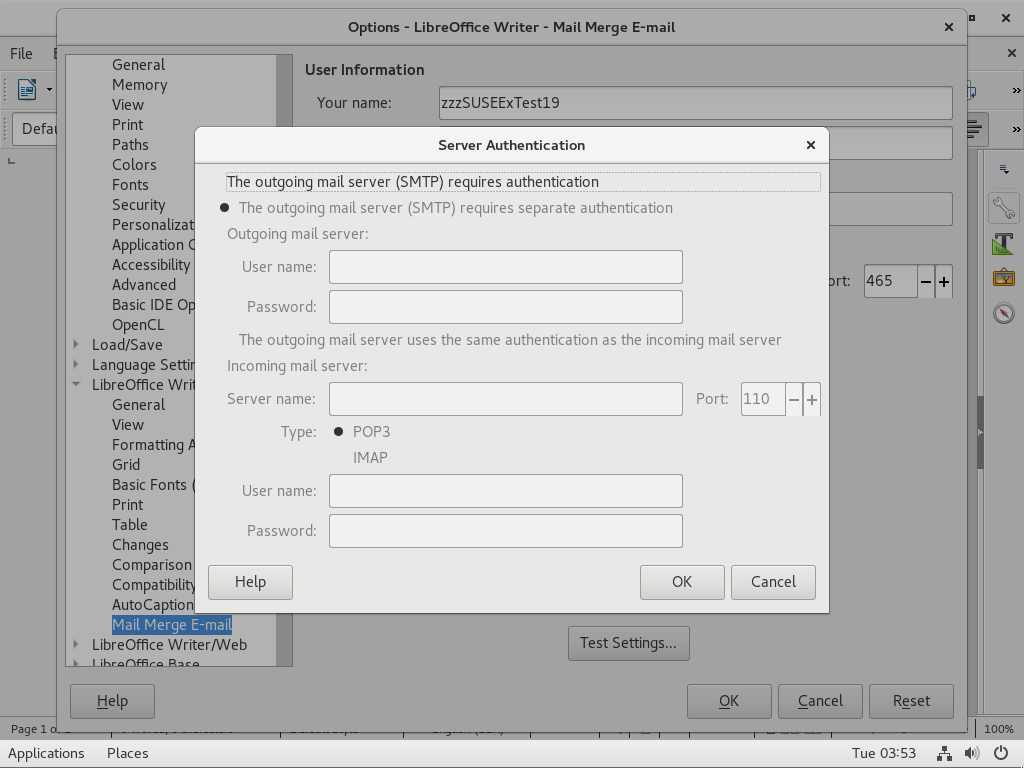 Options - LibreOffice Writer - Mail Merge E-mail
File
General
Memory
View
Print
Paths
Colors
Fonts
Security
Application
Accessibility
Advanced
Basic IDE
OpenCL
Load/Save
Language
LibreOffice
General
View
Formatting
Grid
Basic Fonts (
Print
Table
Changes
Comparison
Compatibility
AutoCaption
Mail Merge E-mail
LibreOffice Writer/Web
LibreOffice Base
User Information
Your name: zzzSUSEExTest19
465
Server Authentication
The outgoing mail server (SMTP) requires authentication
The outgoing mail server (SMTP) requires separate authentication
Outgoing mail server:
User name:
Password:
The outgoing mail server uses the same authentication as the incoming mail server
Incoming mail server:
Server name: Port: 110
Type: POP3
IMAP
User name:
Password:
Help OK Cancel
Test Settings...
Help OK Cancel Reset
Page 1 100%
Applications Places Tue 03:53